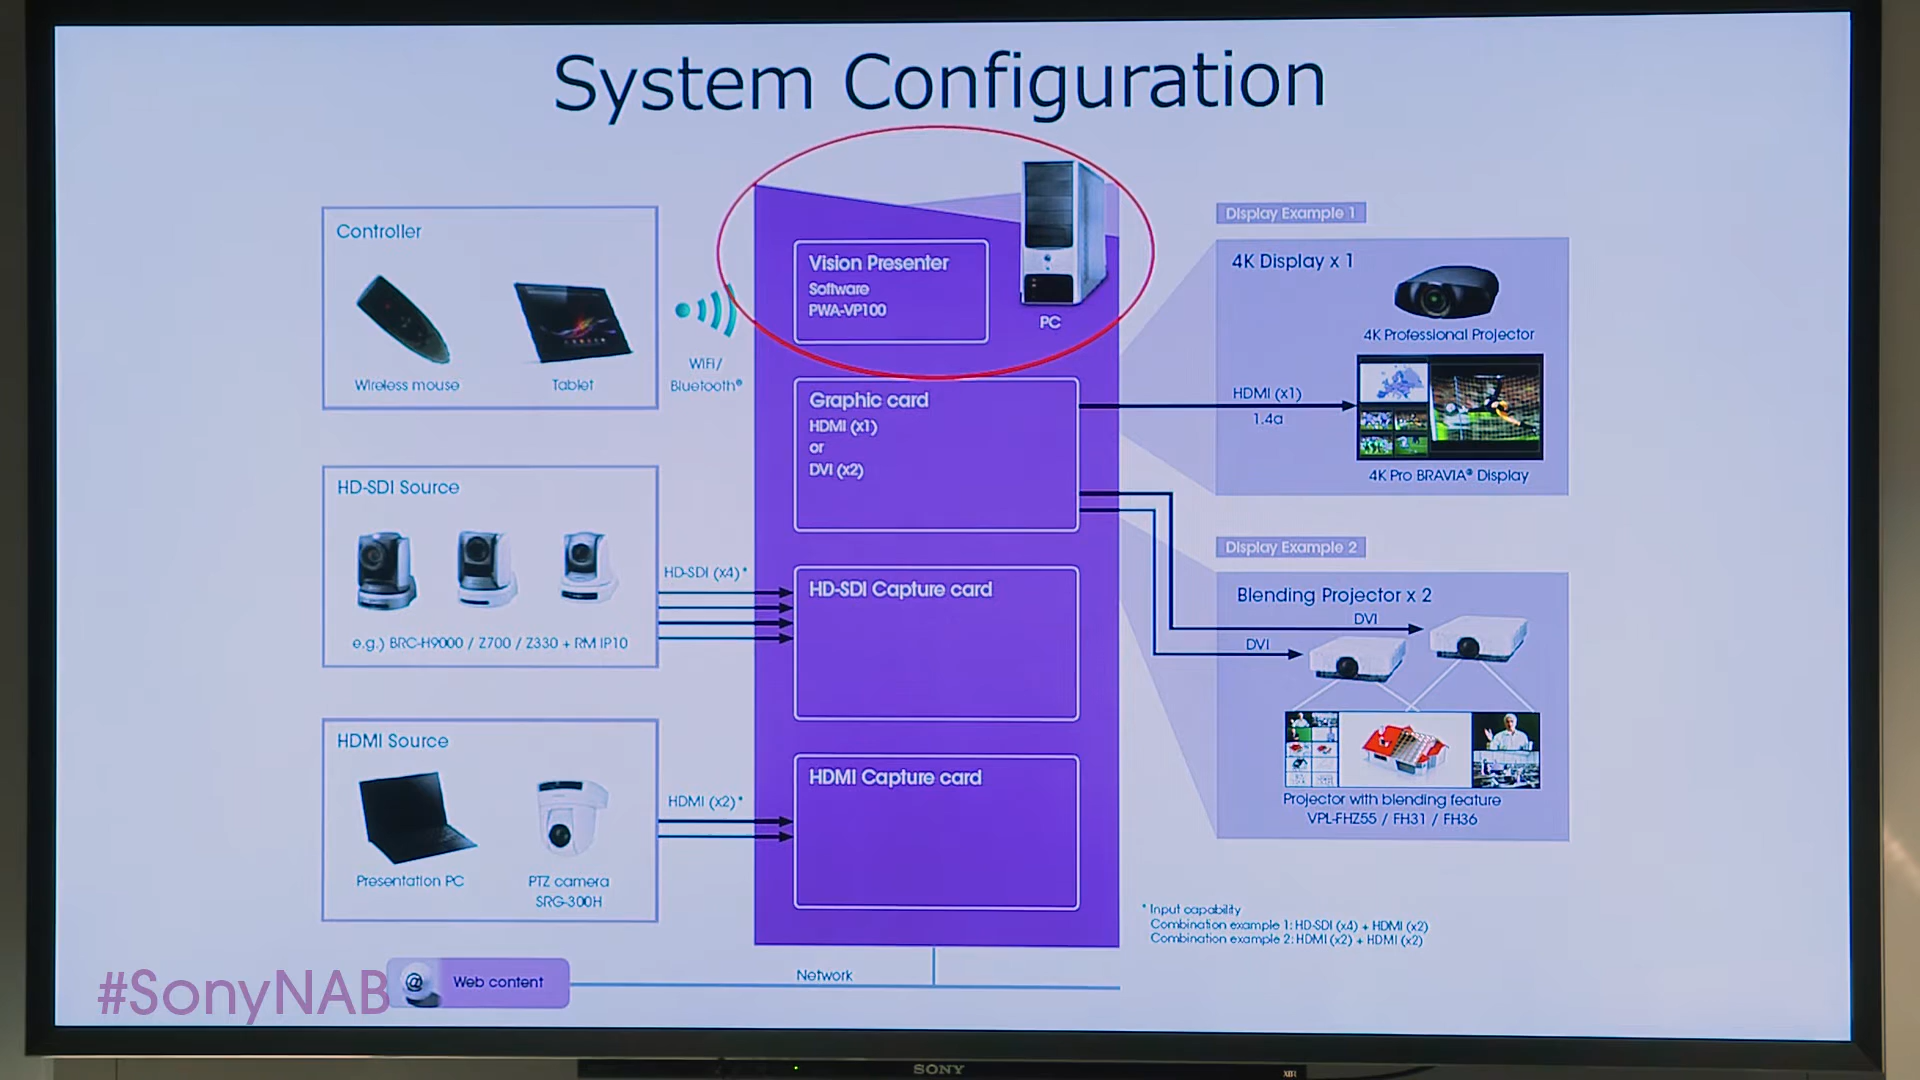 System Configuration
Controller
Wireless mouse
Tablet
WiFi/
Bluetooth®
Vision Presenter
Software
PWA-VP100
PC
Graphic card
HDMI (x1)
or
DVI (x2)
Display Example 1
4K Display x 1
4K Professional Projector
HDMI (x1)
1.4a
4K Pro BRAVIA® Display
HD-SDI Source
e.g.) BRC-H9000 / Z700 / Z330 + RM IP10
HD-SDI (x4)*
HD-SDI Capture card
Display Example 2
Blending Projector x 2
DVI
DVI
Projector with blending feature
VPL-FHZ55 / FH31 / FH36
HDMI Source
Presentation PC
PTZ camera
SRG-300H
HDMI (x2)*
HDMI Capture card
* Input capability
Combination example 1: HD-SDI (x4) + HDMI (x2)
Combination example 2: HDMI (x2) + HDMI (x2)
#SonyNAB
@ Web content
Network
SONY